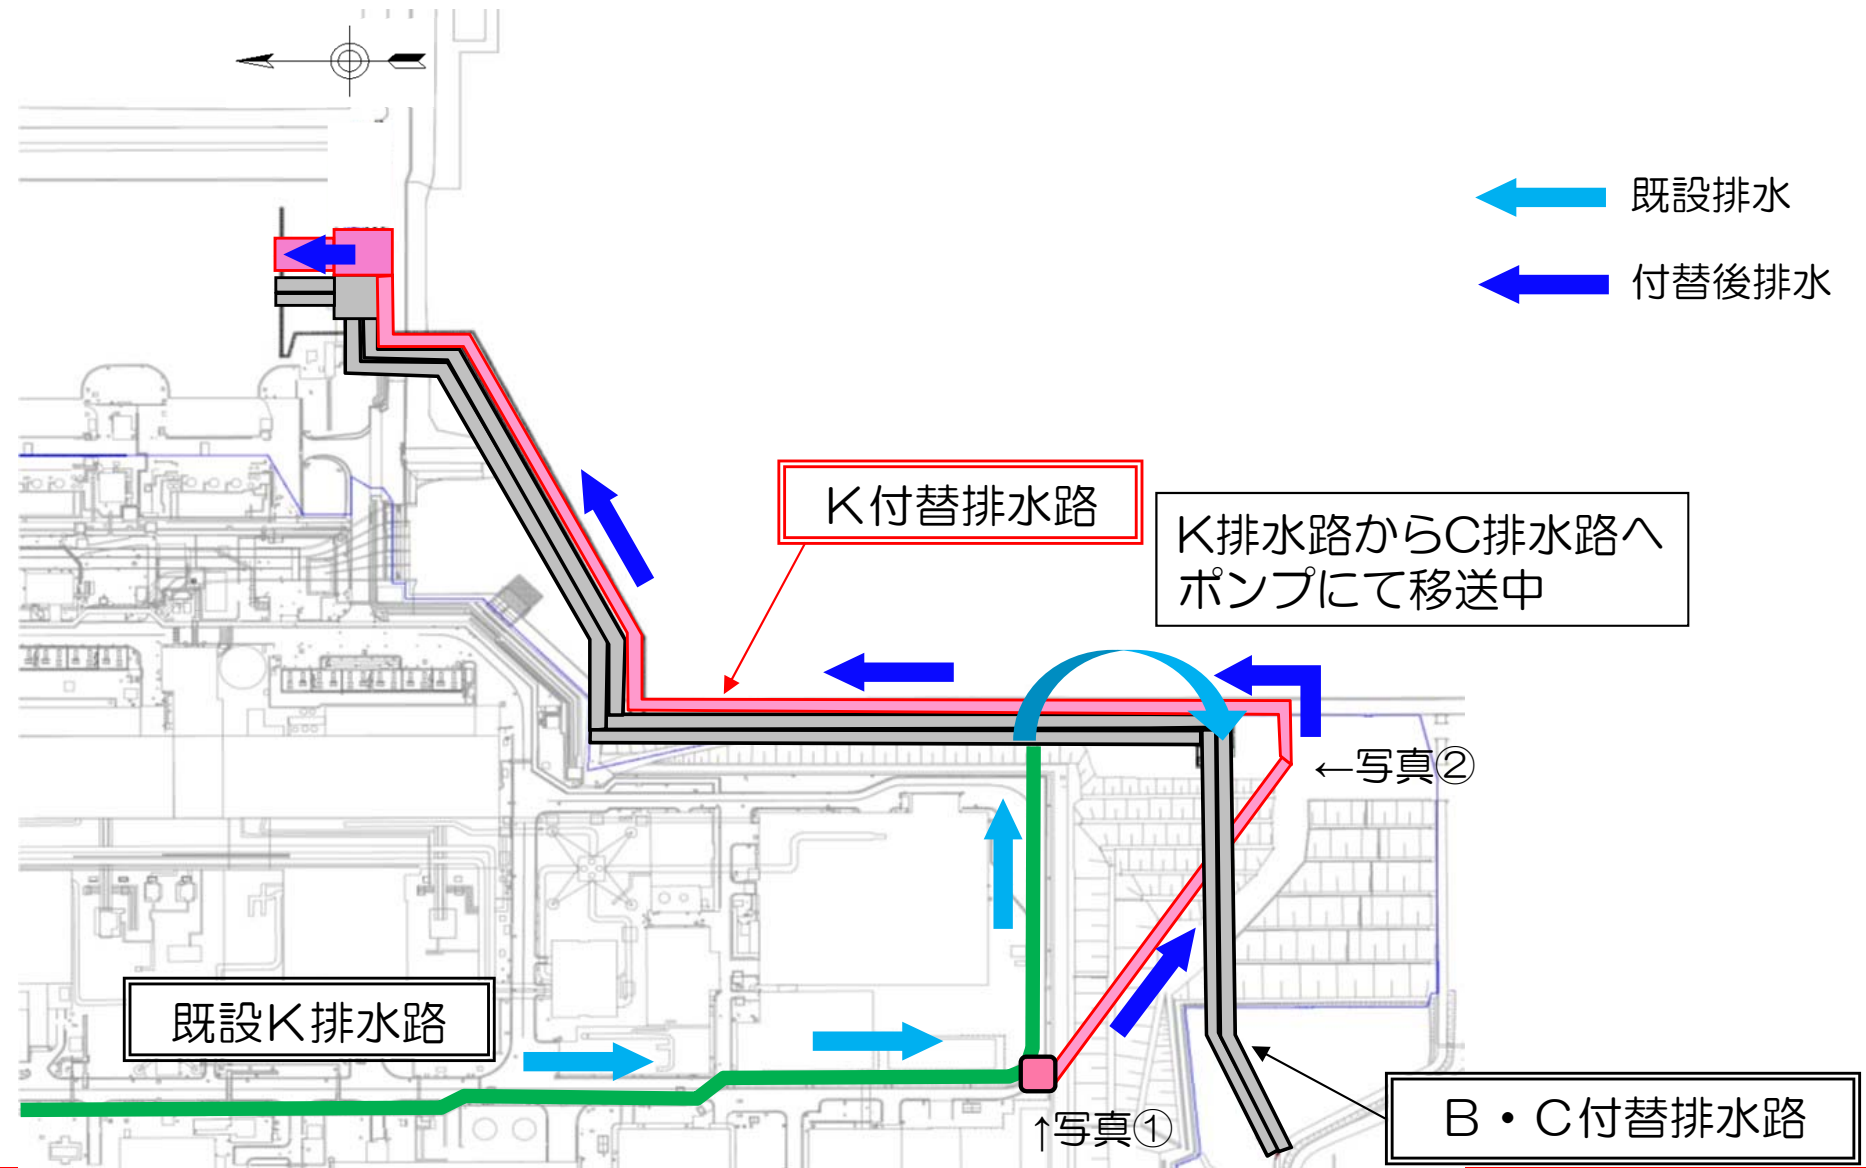 既設排水
付替後排水
K付替排水路
K排水路からC排水路へ
ポンプにて移送中
←写真②
既設K排水路
↑写真①
B・C付替排水路